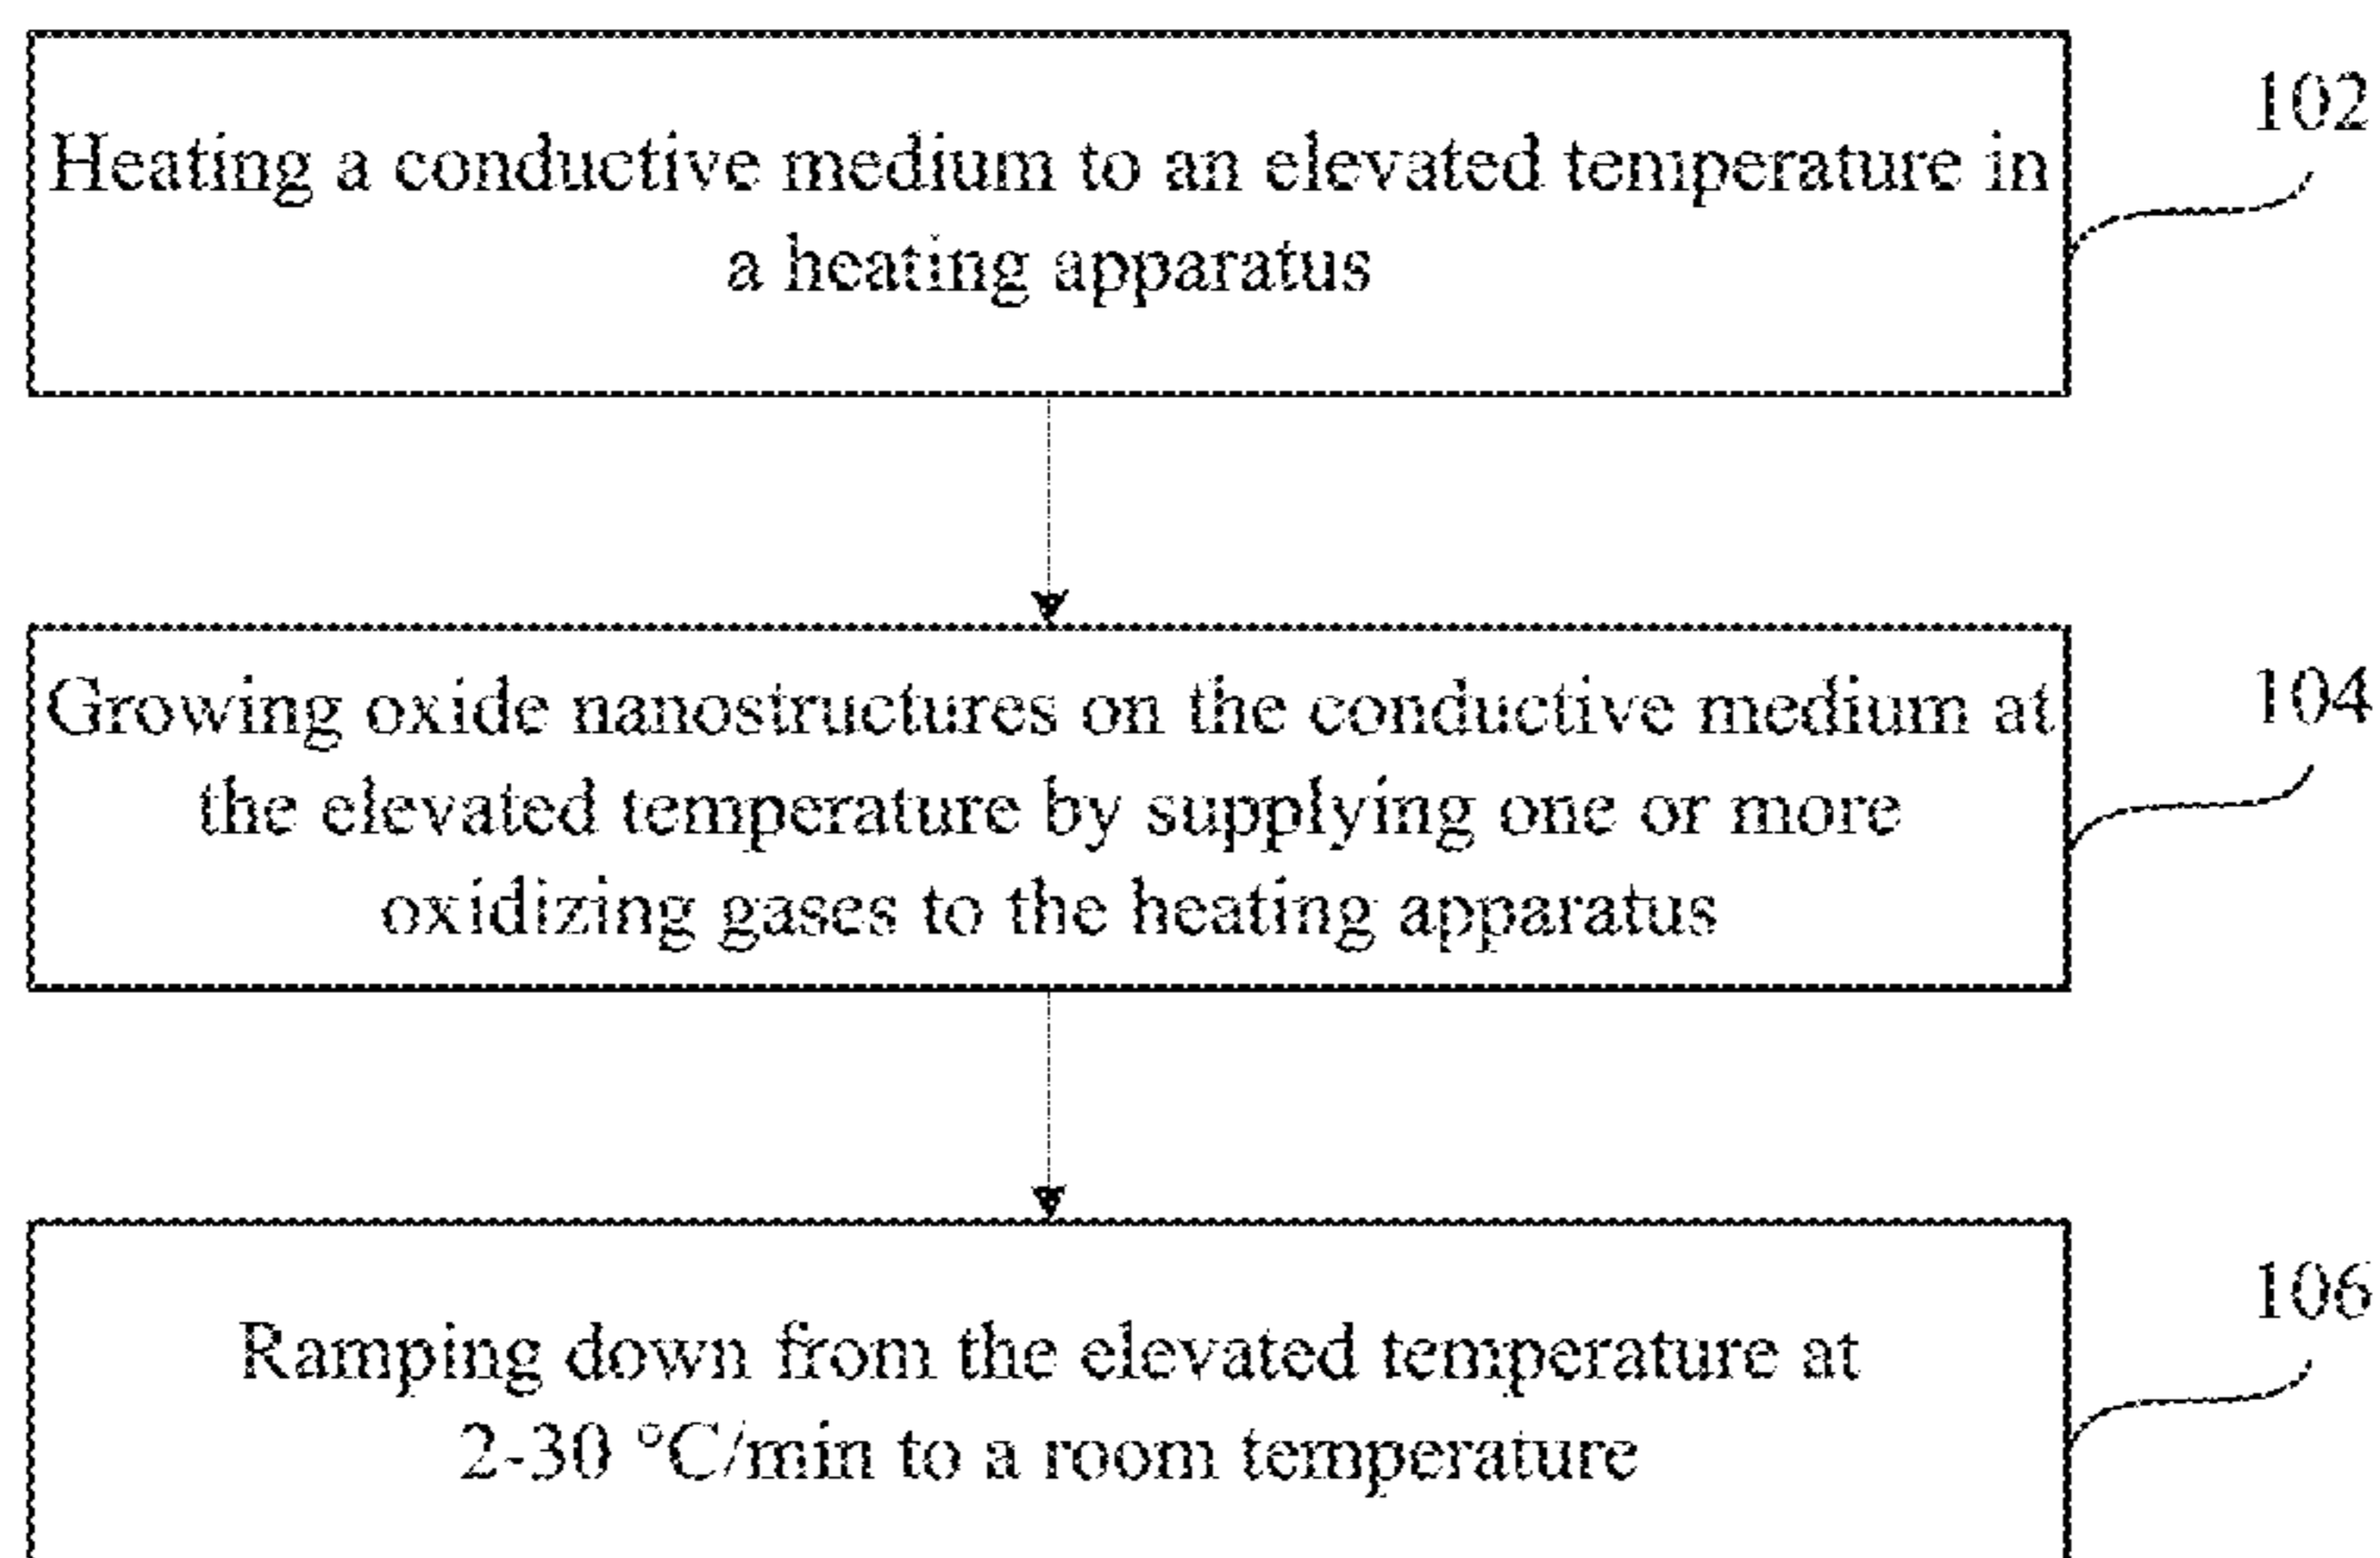 102
Heating a conductive medium to an elevated temperature in
a heating apparatus
104
Growing oxide nanostructures on the conductive medium at
the elevated temperature by supplying one or more
oxidizing gases to the heating apparatus
106
Ramping down from the elevated temperature at
2-30 °C/min to a room temperature